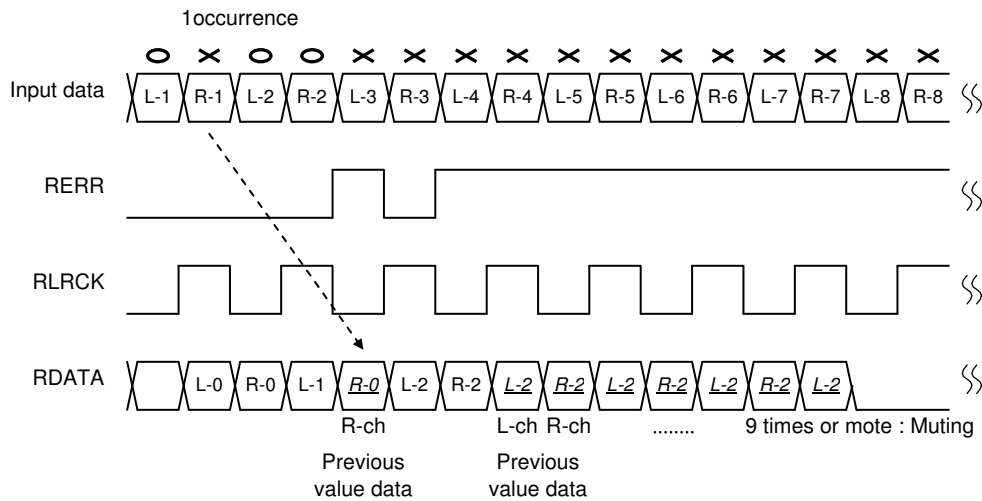 1occurrence
O X O O X X X X X X X X X X X X
Input data L-1 R-1 L-2 R-2 L-3 R-3 L-4 R-4 L-5 R-5 L-6 R-6 L-7 R-7 L-8 R-8
RERR
RLRCK
RDATA L-0 R-0 L-1 R-0 L-2 R-2 L-2 R-2 L-2 R-2 L-2 R-2 L-2
R-ch L-ch R-ch ........ 9 times or mote : Muting
Previous Previous
value data value data